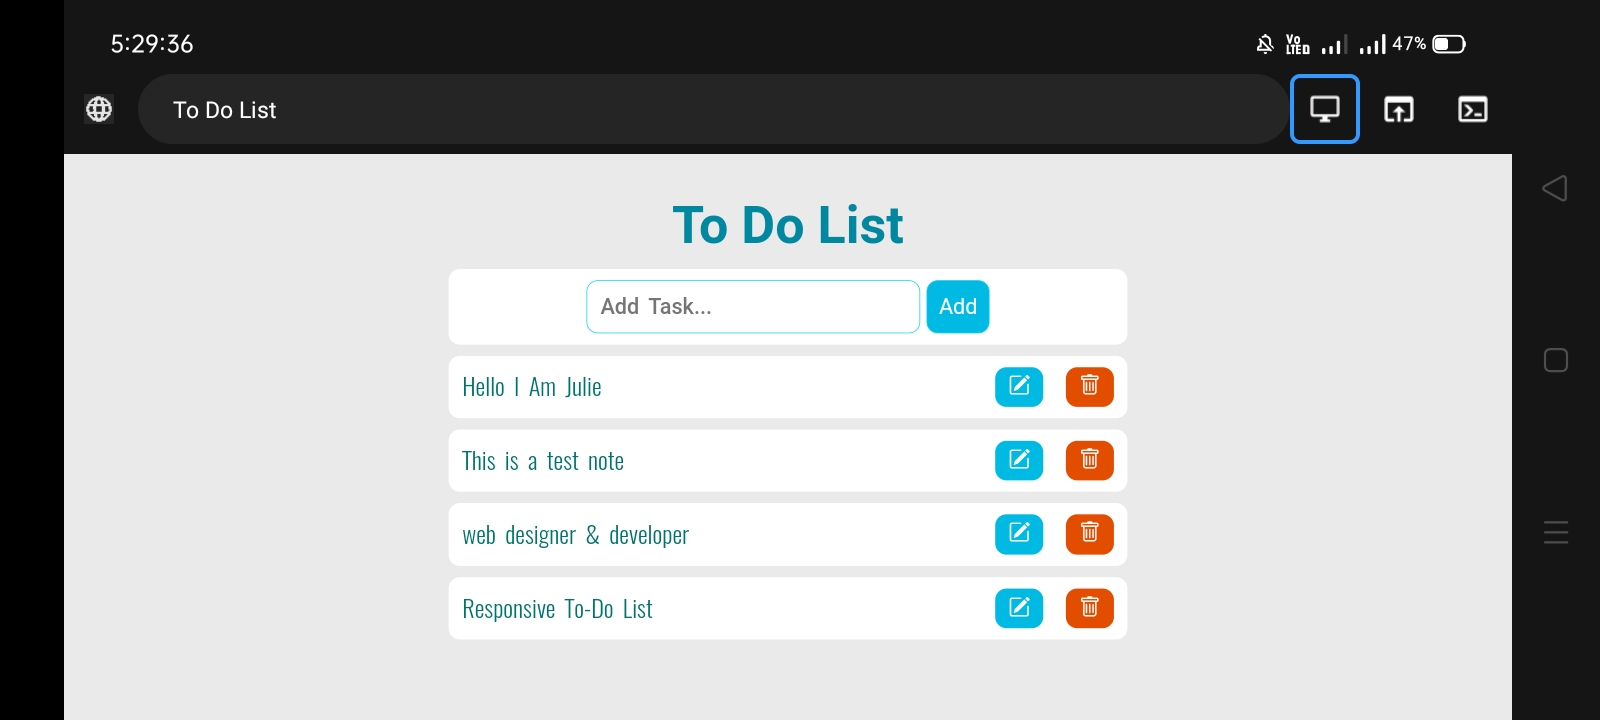 5:29:36
Vo LTED 47%
To Do List
To Do List
Add Task...
Add
Hello I Am Julie
This is a test note
web designer & developer
Responsive To-Do List